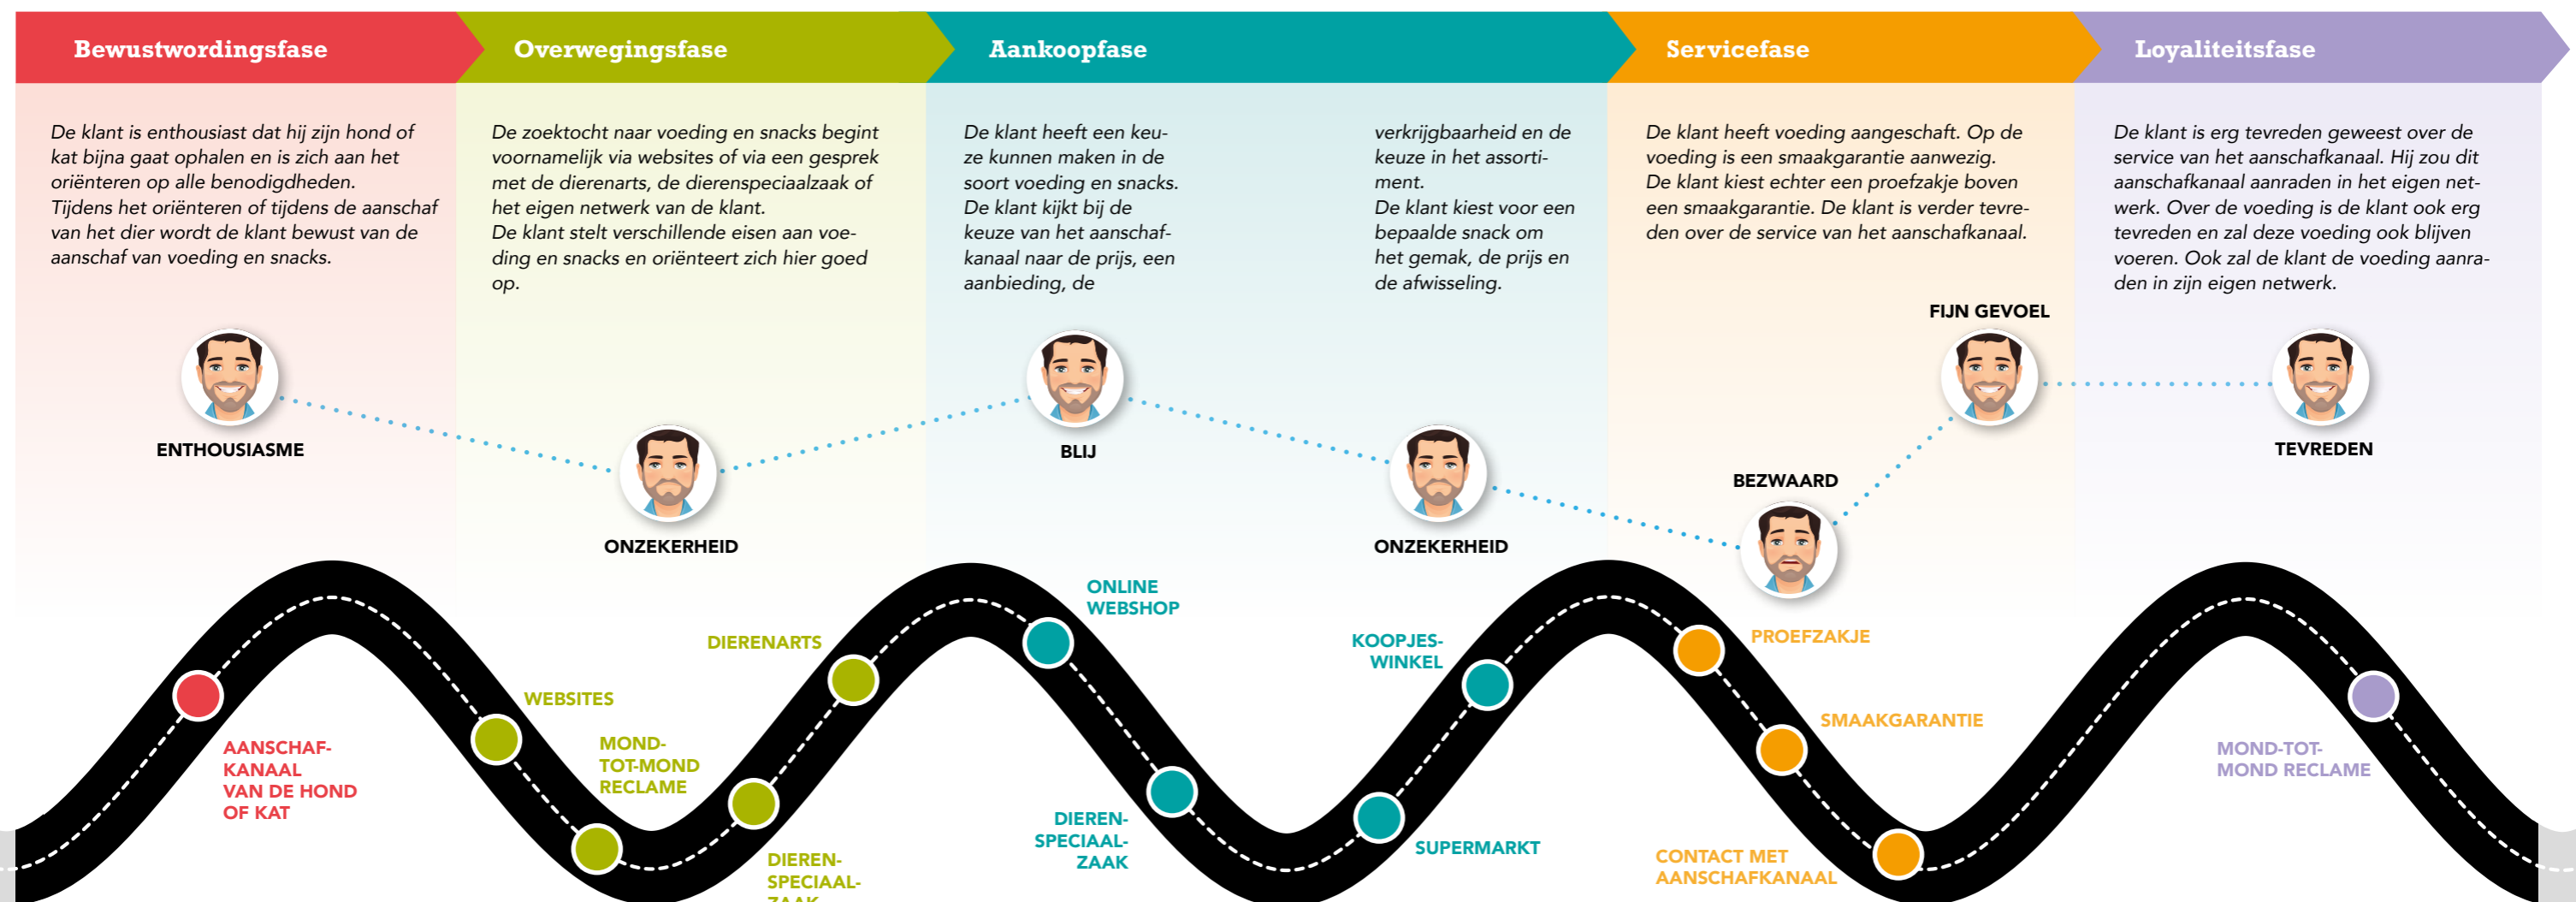 Bewustwordingsfase
Overwegingsfase
Aankoopfase
Servicefase
Loyaliteitsfase
De klant is enthousiast dat hij zijn hond of
kat bijna gaat ophalen en is zich aan het
oriënteren op alle benodigdheden.
Tijdens het oriënteren of tijdens de aanschaf
van het dier wordt de klant bewust van de
aanschaf van voeding en snacks.
De zoektocht naar voeding en snacks begint
voornamelijk via websites of via een gesprek
met de dierenarts, de dierenspeciaalzaak of
het eigen netwerk van de klant.
De klant stelt verschillende eisen aan voe-
ding en snacks en oriënteert zich hier goed
op.
De klant heeft een keu-
ze kunnen maken in de
soort voeding en snacks.
De klant kijkt bij de
keuze van het aanschaf-
kanaal naar de prijs, een
aanbieding, de
verkrijgbaarheid en de
keuze in het assorti-
ment.
De klant kiest voor een
bepaalde snack om
het gemak, de prijs en
de afwisseling.
De klant heeft voeding aangeschaft. Op de
voeding is een smaakgarantie aanwezig.
De klant kiest echter een proefzakje boven
een smaakgarantie. De klant is verder tevre-
den over de service van het aanschafkanaal.
De klant is erg tevreden geweest over de
service van het aanschafkanaal. Hij zou dit
aanschafkanaal aanraden in het eigen net-
werk. Over de voeding is de klant ook erg
tevreden en zal deze voeding ook blijven
voeren. Ook zal de klant de voeding aanra-
den in zijn eigen netwerk.
ENTHOUSIASME
ONZEKERHEID
BLIJ
ONZEKERHEID
BEZWAARD
FIJN GEVOEL
TEVREDEN
AANSCHAF-
KANAAL
VAN DE HOND
OF KAT
WEBSITES
MOND-
TOT-MOND
RECLAME
DIEREN-
SPECIAAL-
ZAAK
DIERENARTS
ONLINE
WEBSHOP
DIEREN-
SPECIAAL-
ZAAK
SUPERMARKT
KOOPJES-
WINKEL
PROEFZAKJE
SMAAKGARANTIE
CONTACT MET
AANSCHAFKANAAL
MOND-TOT-
MOND RECLAME